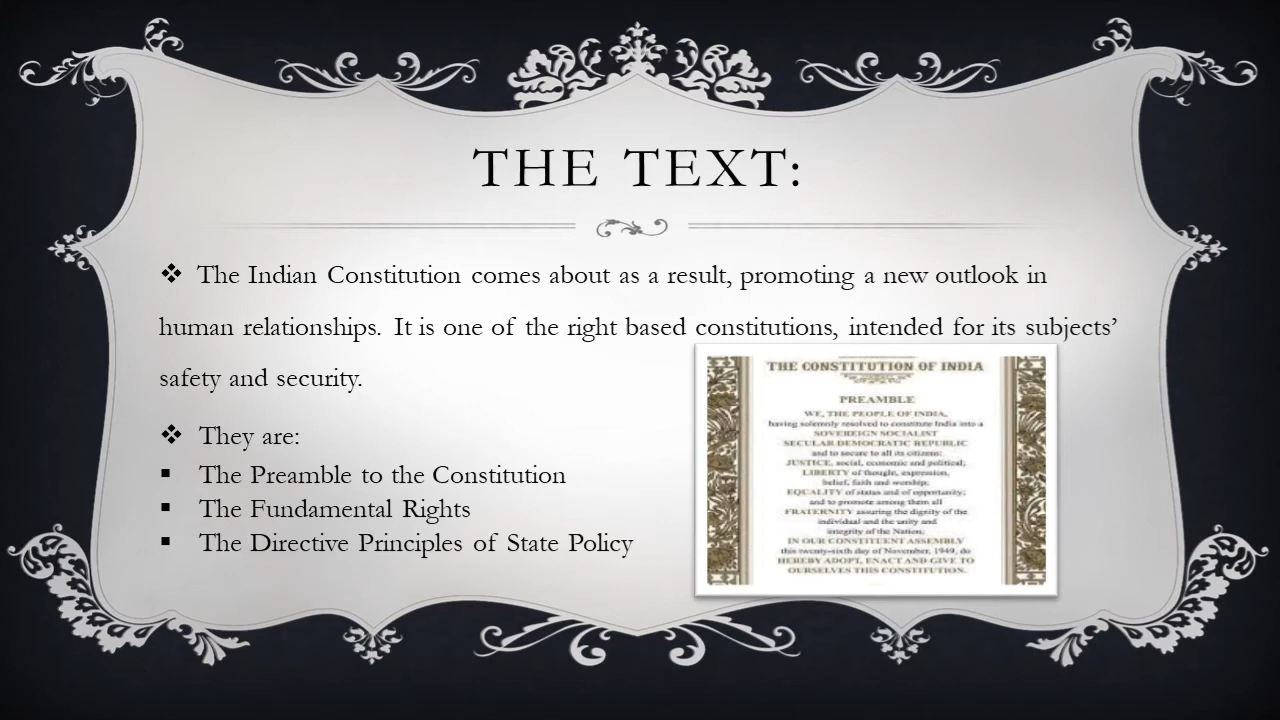 THE TEXT:
❖ The Indian Constitution comes about as a result, promoting a new outlook in
human relationships. It is one of the right based constitutions, intended for its subjects’
safety and security.
❖ They are:
▪ The Preamble to the Constitution
▪ The Fundamental Rights
▪ The Directive Principles of State Policy
THE CONSTITUTION OF INDIA
PREAMBLE
WE, THE PEOPLE OF INDIA,
having solemnly resolved to constitute India into a
SOVEREIGN SOCIALIST
SECULAR DEMOCRATIC REPUBLIC
and to secure to all its citizens:
JUSTICE, social, economic and political;
LIBERTY of thought, expression,
belief, faith and worship;
EQUALITY of status and of opportunity;
and to promote among them all
FRATERNITY assuring the dignity of the
individual and the unity and
integrity of the Nation;
IN OUR CONSTITUENT ASSEMBLY
this twenty-sixth day of November, 1949, do
HEREBY ADOPT, ENACT AND GIVE TO
OURSELVES THIS CONSTITUTION.